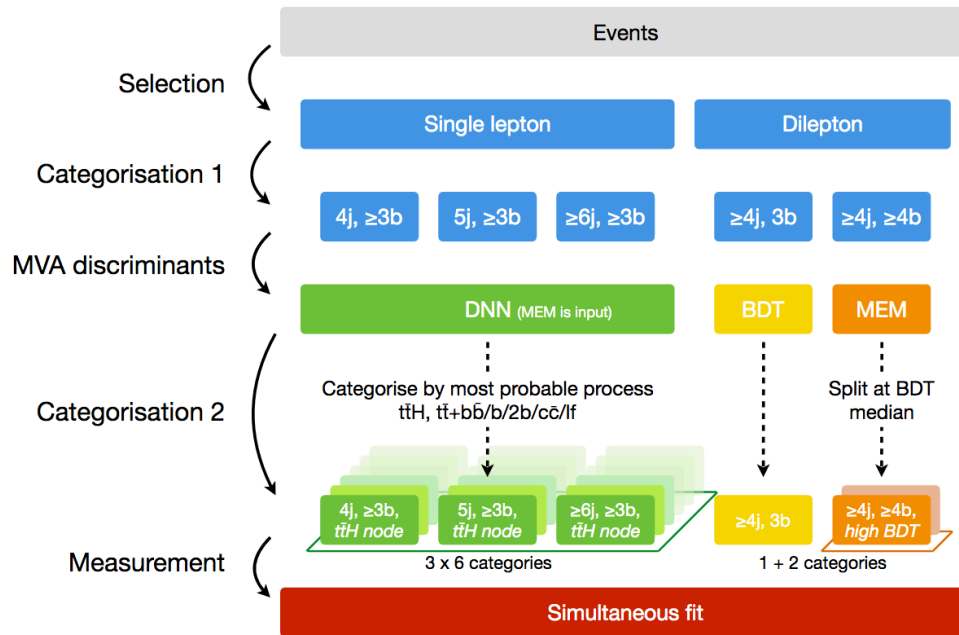 Events
Selection
Single lepton
Dilepton
Categorisation 1
4j, ≥3b
5j, ≥3b
≥6j, ≥3b
≥4j, 3b
≥4j, ≥4b
MVA discriminants
DNN (MEM is input)
BDT
MEM
Categorisation 2
Categorise by most probable process
tt̄H, tt̄+bb̄/b/2b/cc̄/lf
Split at BDT
median
4j, ≥3b,
tt̄H node
5j, ≥3b,
tt̄H node
≥6j, ≥3b,
tt̄H node
≥4j, 3b
≥4j, ≥4b,
high BDT
Measurement
3 x 6 categories
1 + 2 categories
Simultaneous fit